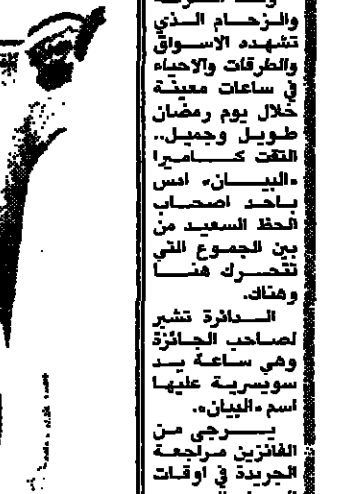 والزحام الذي
تشهده الاسواق
والطرقات والاحياء
في ساعات معينة
خلال يوم رمضان
طويل وجميل..
التقت كاميرا
«البيان» امس
باحد اصحاب
الحظ السعيد من
بين الجموع التي
تتحرك هنا
وهناك.
الدائرة تشير
لصاحب الجائزة
وهي ساعة يد
سويسرية عليها
اسم «البيان».
يرجى من
الفائزين مراجعة
الجريدة في اوقات